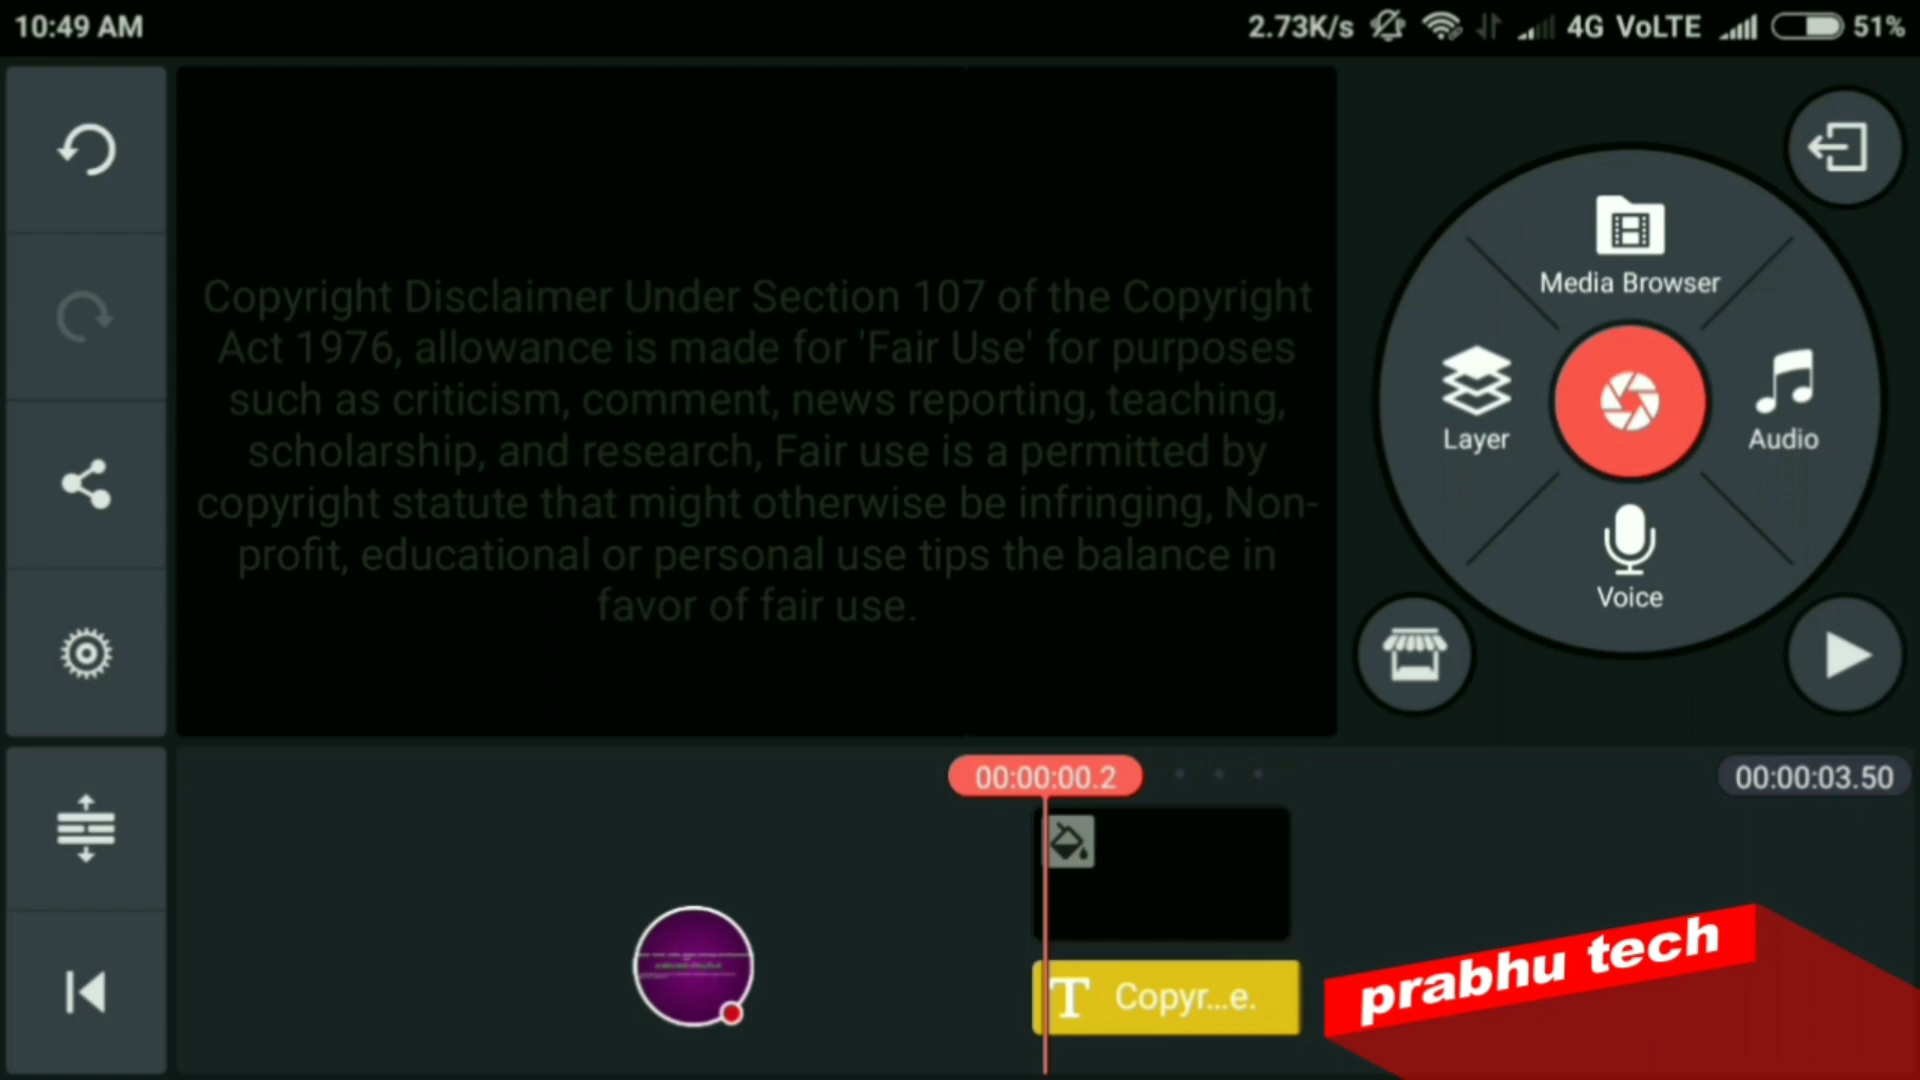 10:49 AM
2.73K/s 4G VoLTE 51%
Copyright Disclaimer Under Section 107 of the Copyright
Act 1976, allowance is made for 'Fair Use' for purposes
such as criticism, comment, news reporting, teaching,
scholarship, and research, Fair use is a permitted by
copyright statute that might otherwise be infringing, Non-
profit, educational or personal use tips the balance in
favor of fair use.
Media Browser
Layer
Audio
Voice
00:00:00.2
00:00:03.50
T Copyr...e.
prabhu tech